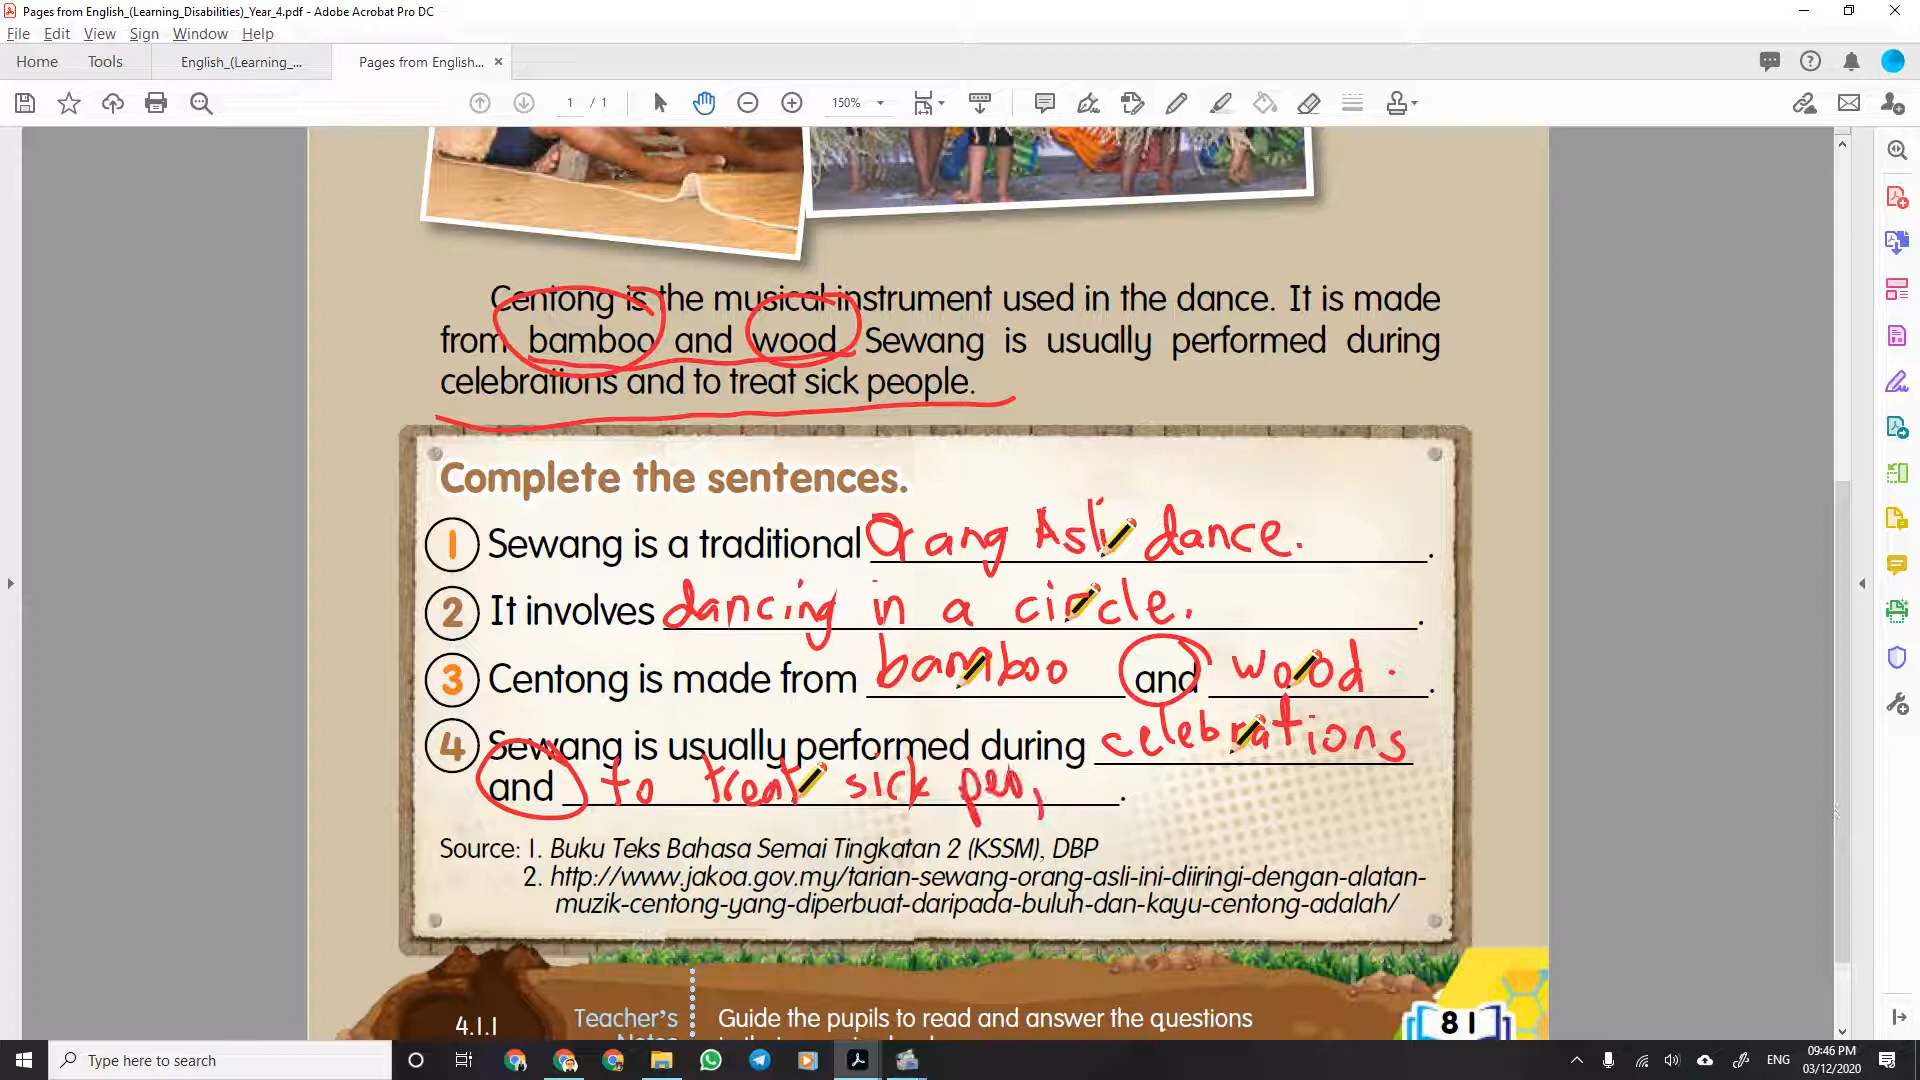 Pages from English_(Learning_Disabilities)_Year_4.pdf - Adobe Acrobat Pro DC
File Edit View Sign Window Help
Home Tools English_(Learning_... Pages from English... ×
1 / 1 150%
Centong is the musical instrument used in the dance. It is made
from bamboo and wood. Sewang is usually performed during
celebrations and to treat sick people.
Complete the sentences.
1 Sewang is a traditional Orang Asli dance. .
2 It involves dancing in a circle. .
3 Centong is made from bamboo and wood. .
4 Sewang is usually performed during celebrations
and to treat sick .
Source: 1. Buku Teks Bahasa Semai Tingkatan 2 (KSSM), DBP
2. http://www.jakoa.gov.my/tarian-sewang-orang-asli-ini-diiringi-dengan-alatan-
muzik-centong-yang-diperbuat-daripada-buluh-dan-kayu-centong-adalah/
4.1.1 Teacher's Guide the pupils to read and answer the questions
81
Type here to search
ENG
09:46 PM
03/12/2020